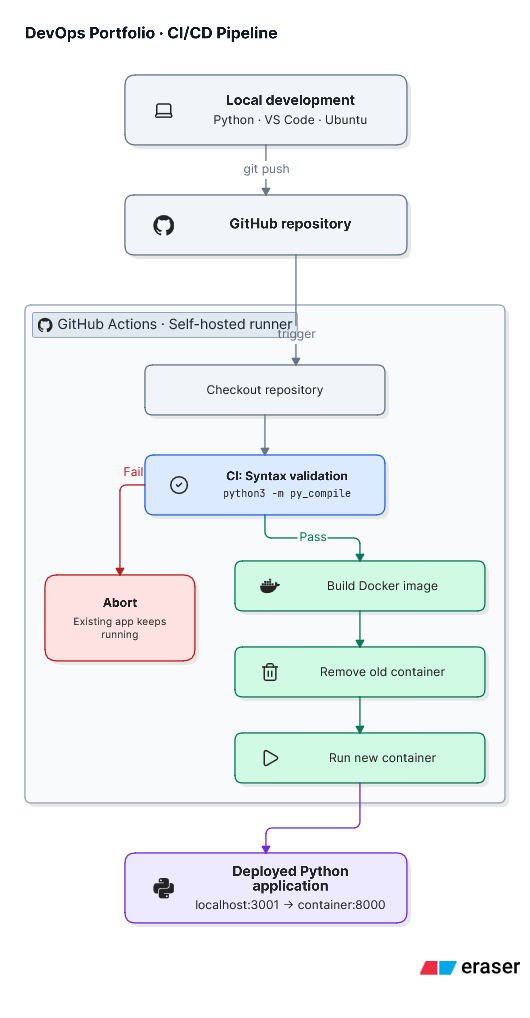 DevOps Portfolio · CI/CD Pipeline
Local development
Python · VS Code · Ubuntu
git push
GitHub repository
GitHub Actions · Self-hosted runner
trigger
Checkout repository
CI: Syntax validation
python3 -m py_compile
Fail
Pass
Build Docker image
Abort
Existing app keeps
running
Remove old container
Run new container
Deployed Python
application
localhost:3001 → container:8000
eraser